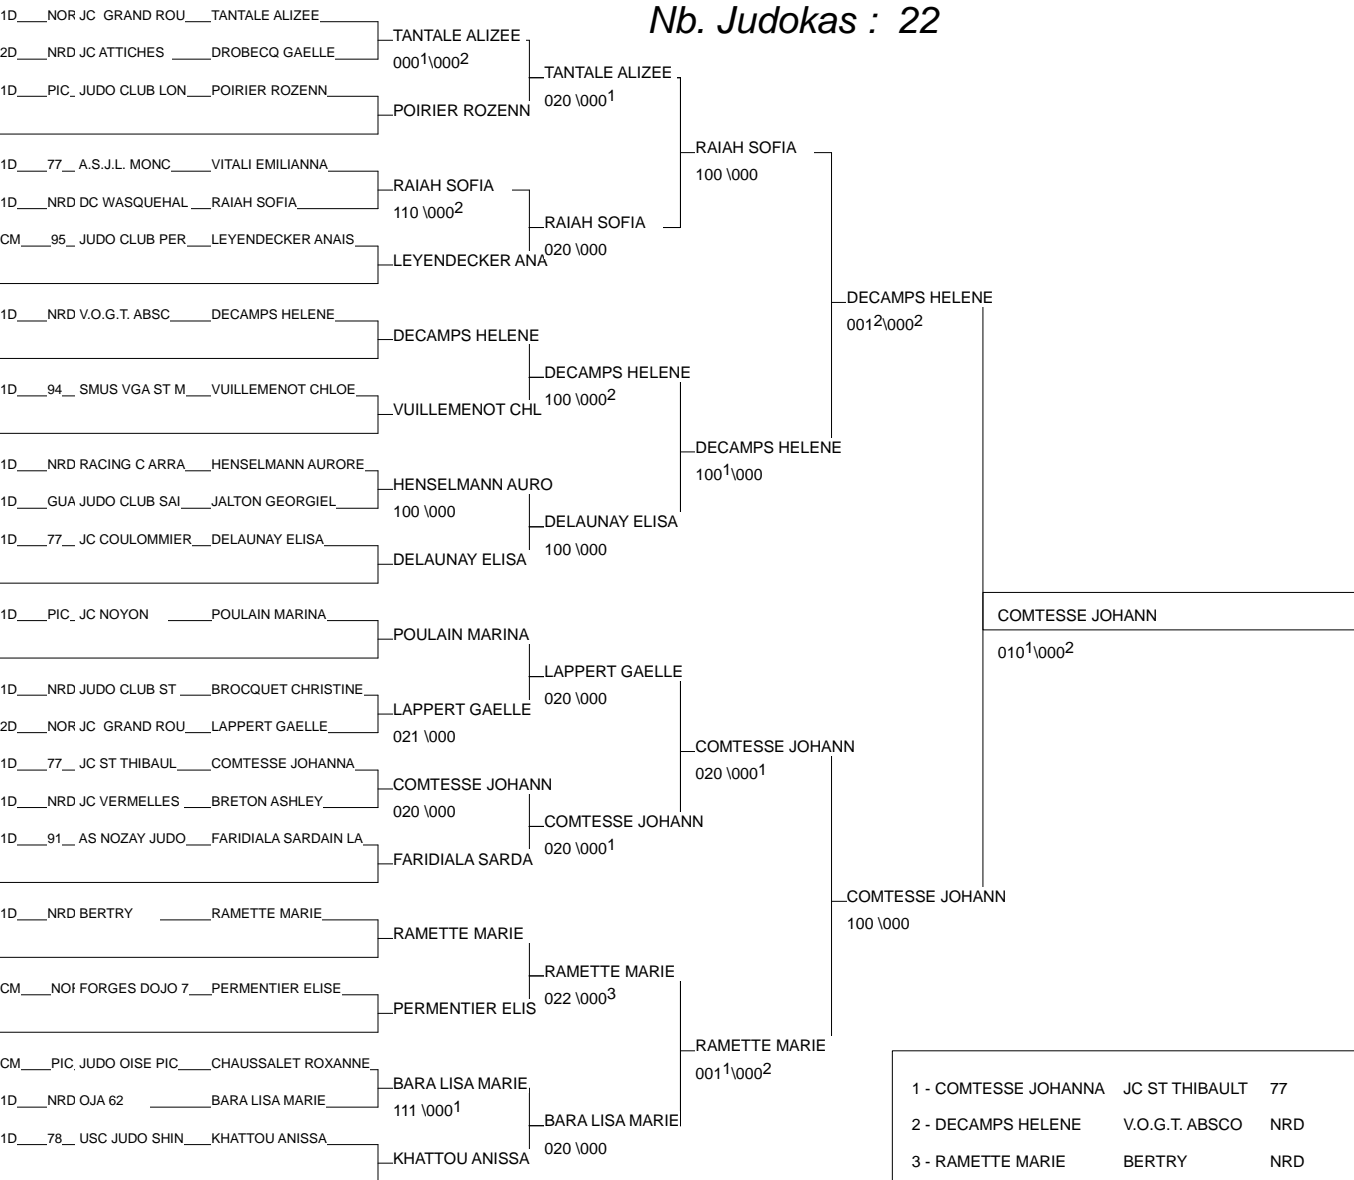 Nb. Judokas : 22
1D NOR JC GRAND ROU TANTALE ALIZEE
2D NRD JC ATTICHES DROBECQ GAELLE
1D PIC JUDO CLUB LON POIRIER ROZENN
1D 77 A.S.J.L. MONC VITALI EMILIANNA
1D NRD DC WASQUEHAL RAIAH SOFIA
CM 95 JUDO CLUB PER LEYENDECKER ANAIS
1D NRD V.O.G.T. ABSC DECAMPS HELENE
1D 94 SMUS VGA ST M VUILLEMENOT CHLOE
1D NRD RACING C ARRA HENSELMANN AURORE
1D GUA JUDO CLUB SAI JALTON GEORGIEL
1D 77 JC COULOMMIER DELAUNAY ELISA
1D PIC JC NOYON POULAIN MARINA
1D NRD JUDO CLUB ST BROCQUET CHRISTINE
2D NOR JC GRAND ROU LAPPERT GAELLE
1D 77 JC ST THIBAUL COMTESSE JOHANNA
1D NRD JC VERMELLES BRETON ASHLEY
1D 91 AS NOZAY JUDO FARIDIALA SARDAIN LA
1D NRD BERTRY RAMETTE MARIE
CM NOI FORGES DOJO 7 PERMENTIER ELISE
CM PIC JUDO OISE PIC CHAUSSALET ROXANNE
1D NRD OJA 62 BARA LISA MARIE
1D 78 USC JUDO SHIN KHATTOU ANISSA
TANTALE ALIZEE
000¹\000²
POIRIER ROZENN
RAIAH SOFIA
110 \000²
LEYENDECKER ANA
DECAMPS HELENE
VUILLEMENOT CHL
HENSELMANN AURO
100 \000
DELAUNAY ELISA
POULAIN MARINA
LAPPERT GAELLE
021 \000
COMTESSE JOHANN
020 \000
FARIDIALA SARDA
RAMETTE MARIE
PERMENTIER ELIS
BARA LISA MARIE
111 \000¹
KHATTOU ANISSA
TANTALE ALIZEE
020 \000¹
RAIAH SOFIA
020 \000
DECAMPS HELENE
100 \000²
DELAUNAY ELISA
100 \000
LAPPERT GAELLE
020 \000
COMTESSE JOHANN
020 \000¹
RAMETTE MARIE
022 \000³
BARA LISA MARIE
020 \000
RAIAH SOFIA
100 \000
DECAMPS HELENE
100¹\000
COMTESSE JOHANN
020 \000¹
RAMETTE MARIE
001¹\000²
DECAMPS HELENE
001²\000²
COMTESSE JOHANN
100 \000
COMTESSE JOHANN
010¹\000²
1 - COMTESSE JOHANNA JC ST THIBAULT 77
2 - DECAMPS HELENE V.O.G.T. ABSCO NRD
3 - RAMETTE MARIE BERTRY NRD